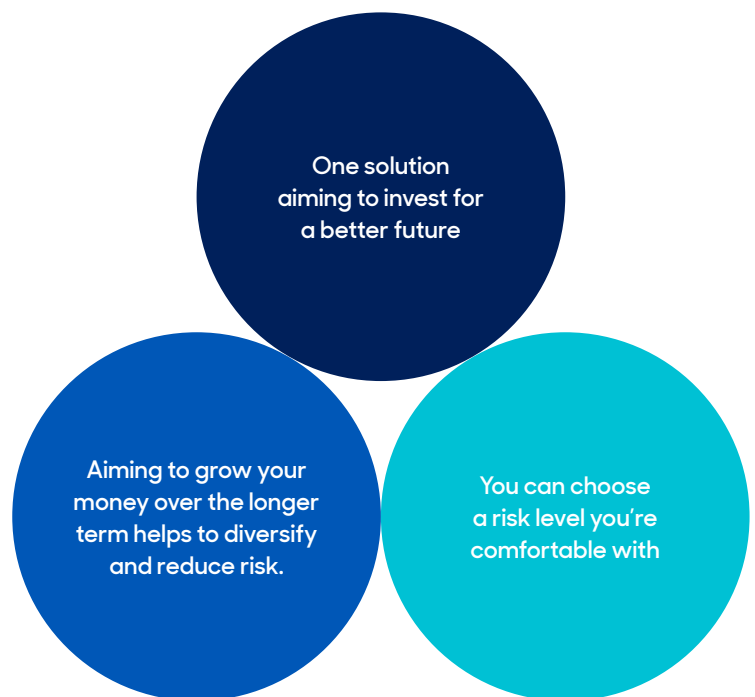 One solution
aiming to invest for
a better future
Aiming to grow your
money over the longer
term helps to diversify
and reduce risk.
You can choose
a risk level you're
comfortable with